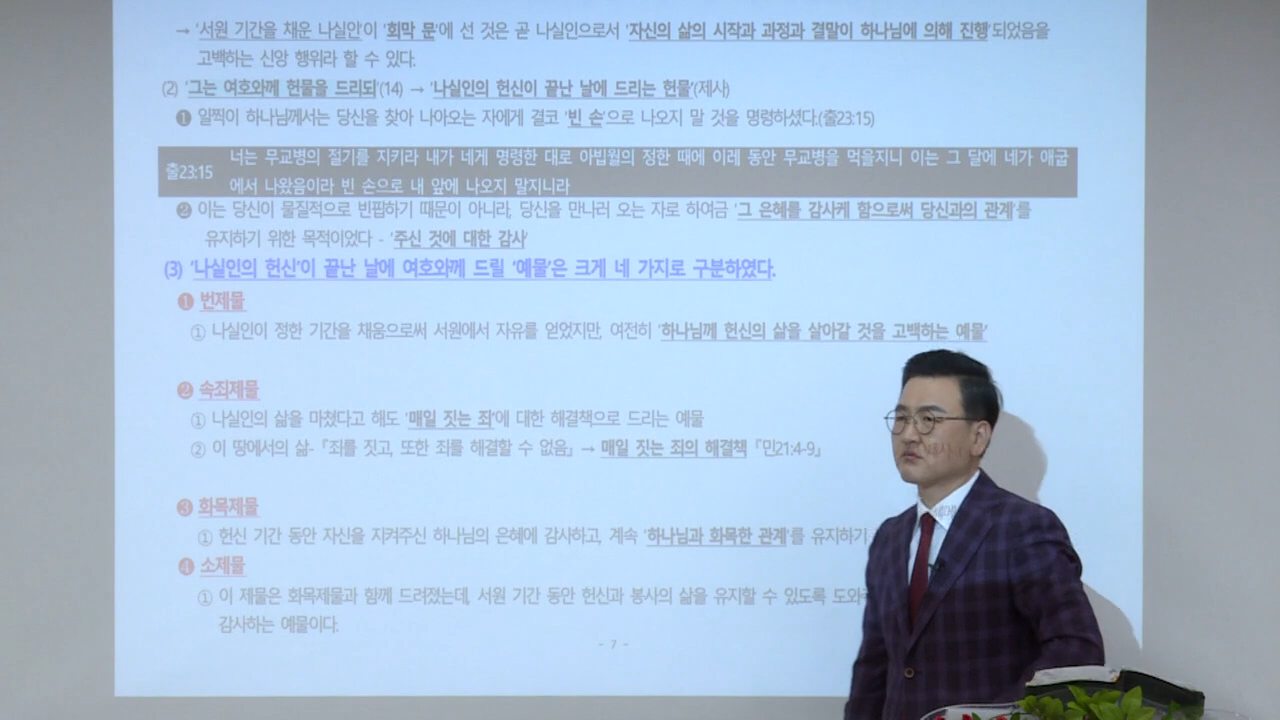 → '서원 기간을 채운 나실인'이 '회막 문'에 선 것은 곧 나실인으로서 '자신의 삶의 시작과 과정과 결말이 하나님에 의해 진행'되었음을
고백하는 신앙 행위라 할 수 있다.
(2) '그는 여호와께 헌물을 드리되'(14) → '나실인의 헌신이 끝난 날에 드리는 헌물'(제사)
❶ 일찍이 하나님께서는 당신을 찾아 나아오는 자에게 결코 '빈 손'으로 나오지 말 것을 명령하셨다.(출23:15)
출23:15
너는 무교병의 절기를 지키라 내가 네게 명령한 대로 아빕월의 정한 때에 이레 동안 무교병을 먹을지니 이는 그 달에 네가 애굽
에서 나왔음이라 빈 손으로 내 앞에 나오지 말지니라
❷ 이는 당신이 물질적으로 빈핍하기 때문이 아니라, 당신을 만나러 오는 자로 하여금 '그 은혜를 감사케 함으로써 당신과의 관계'를
유지하기 위한 목적이었다 - '주신 것에 대한 감사'
(3) '나실인의 헌신'이 끝난 날에 여호와께 드릴 '예물'은 크게 네 가지로 구분하였다.
❶ 번제물
① 나실인이 정한 기간을 채움으로써 서원에서 자유를 얻었지만, 여전히 '하나님께 헌신의 삶을 살아갈 것을 고백하는 예물'
❷ 속죄제물
① 나실인의 삶을 마쳤다고 해도 '매일 짓는 죄'에 대한 해결책으로 드리는 예물
② 이 땅에서의 삶-『죄를 짓고, 또한 죄를 해결할 수 없음』 → 매일 짓는 죄의 해결책『민21:4-9』
❸ 화목제물
① 헌신 기간 동안 자신을 지켜주신 하나님의 은혜에 감사하고, 계속 '하나님과 화목한 관계'를 유지하기
❹ 소제물
① 이 제물은 화목제물과 함께 드려졌는데, 서원 기간 동안 헌신과 봉사의 삶을 유지할 수 있도록
감사하는 예물이다.
- 7 -